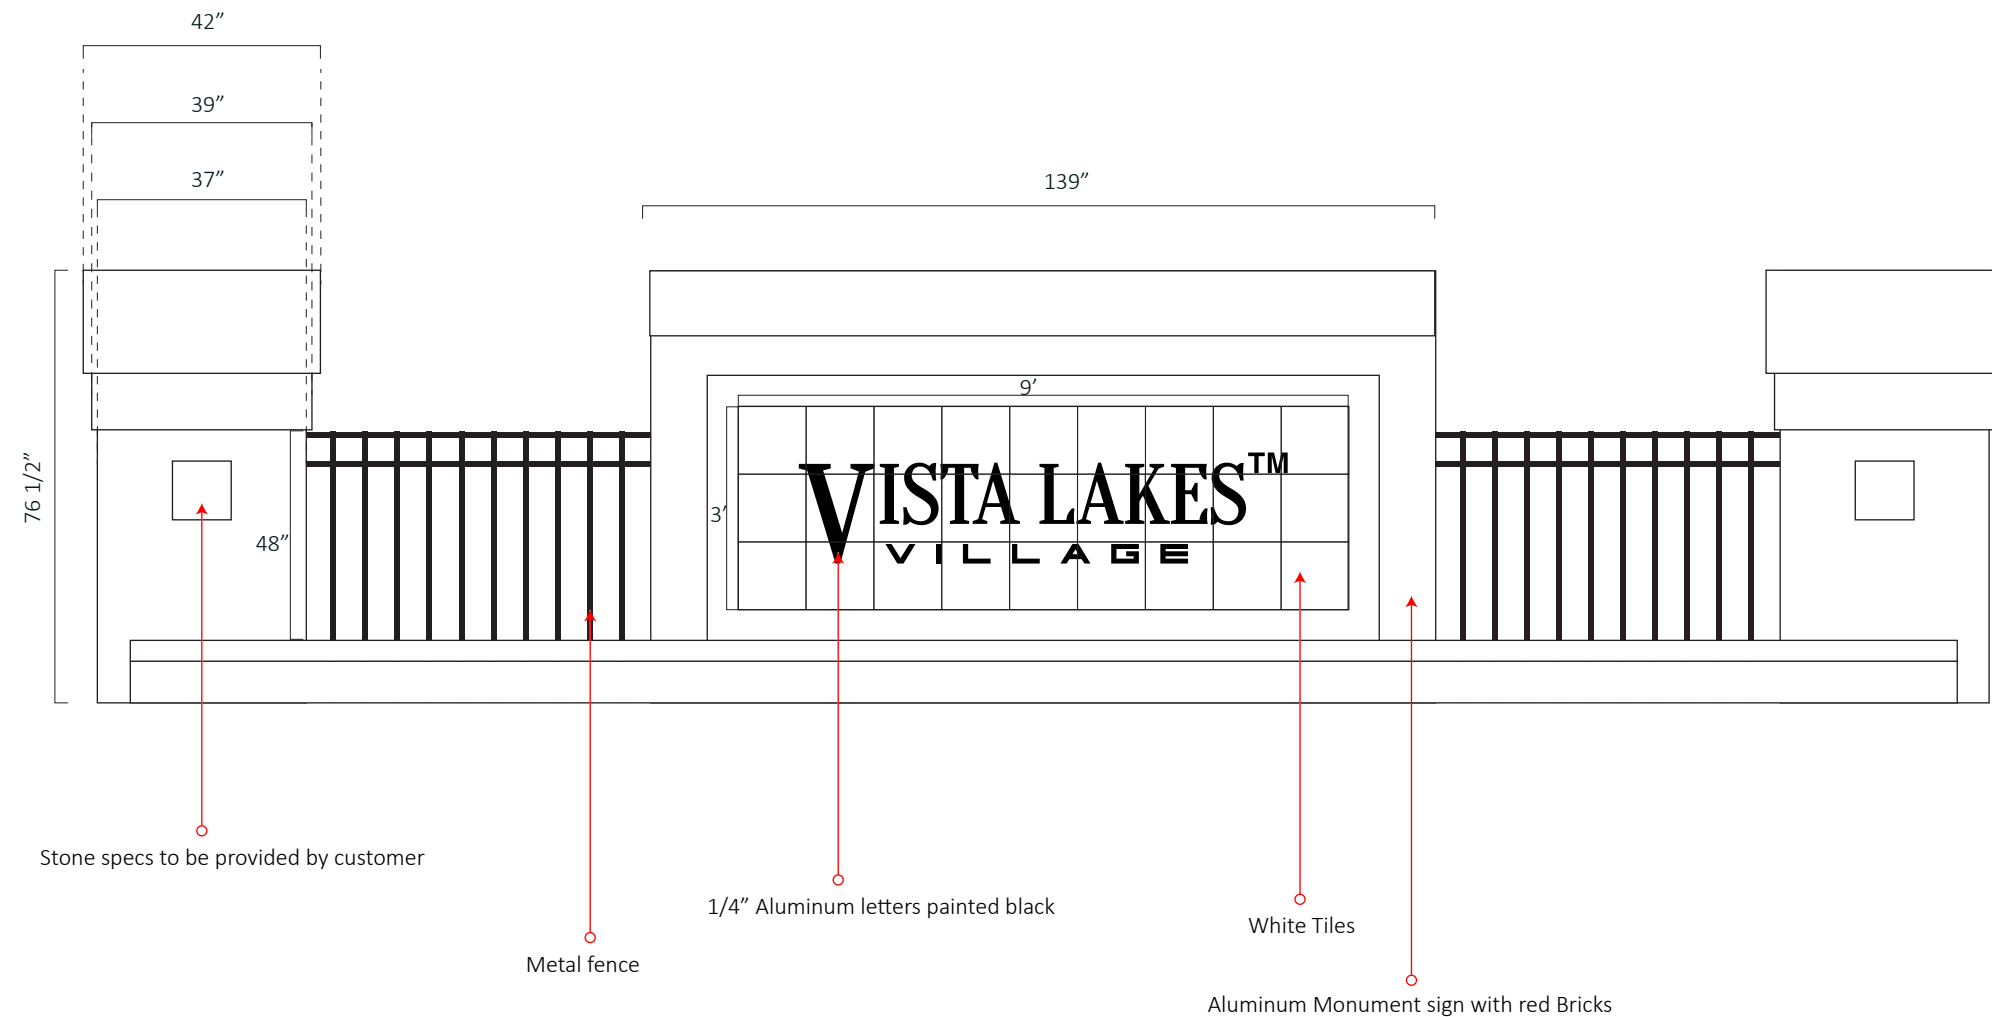 42”
39”
37”
139”
9’
76 1/2”
3’
48”
VISTA LAKES™
VILLAGE
Stone specs to be provided by customer
1/4” Aluminum letters painted black
White Tiles
Metal fence
Aluminum Monument sign with red Bricks